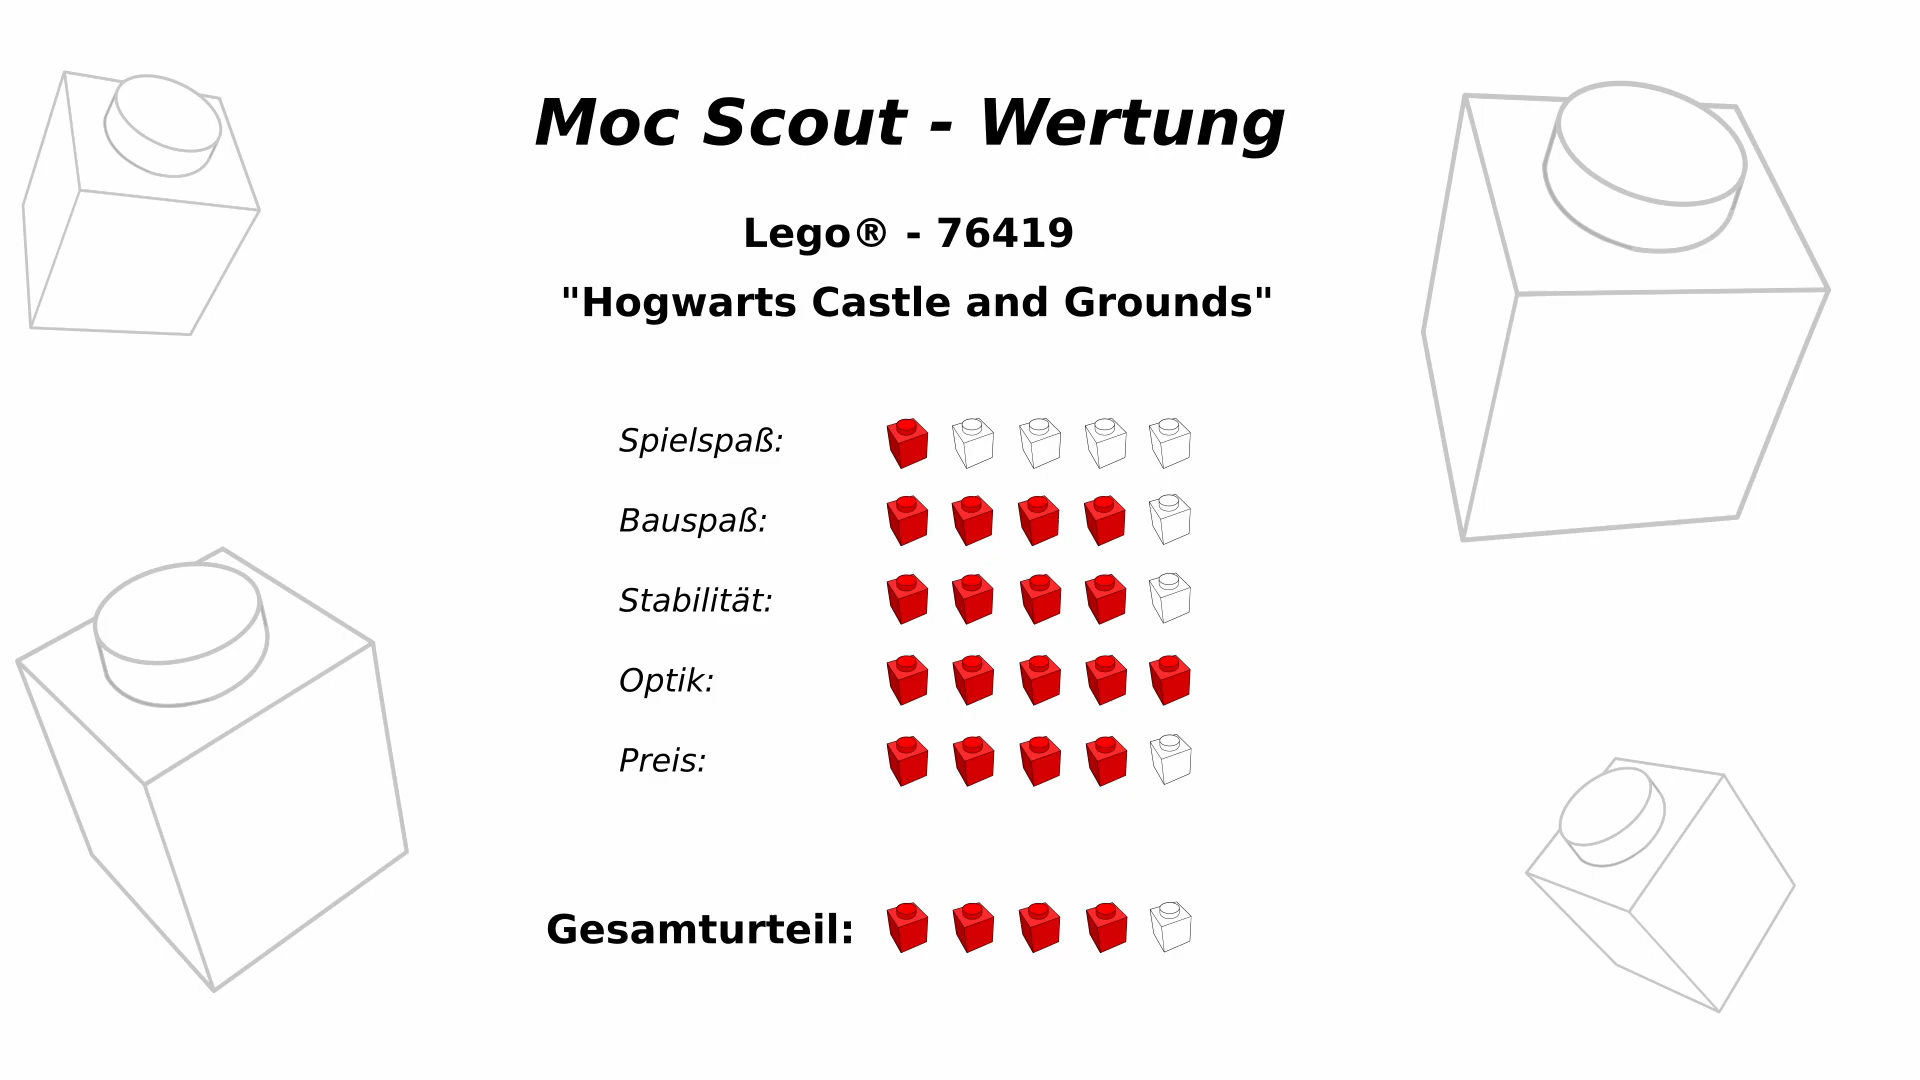 Moc Scout - Wertung
Lego® - 76419
"Hogwarts Castle and Grounds"
Spielspaß:
Bauspaß:
Stabilität:
Optik:
Preis:
Gesamturteil: